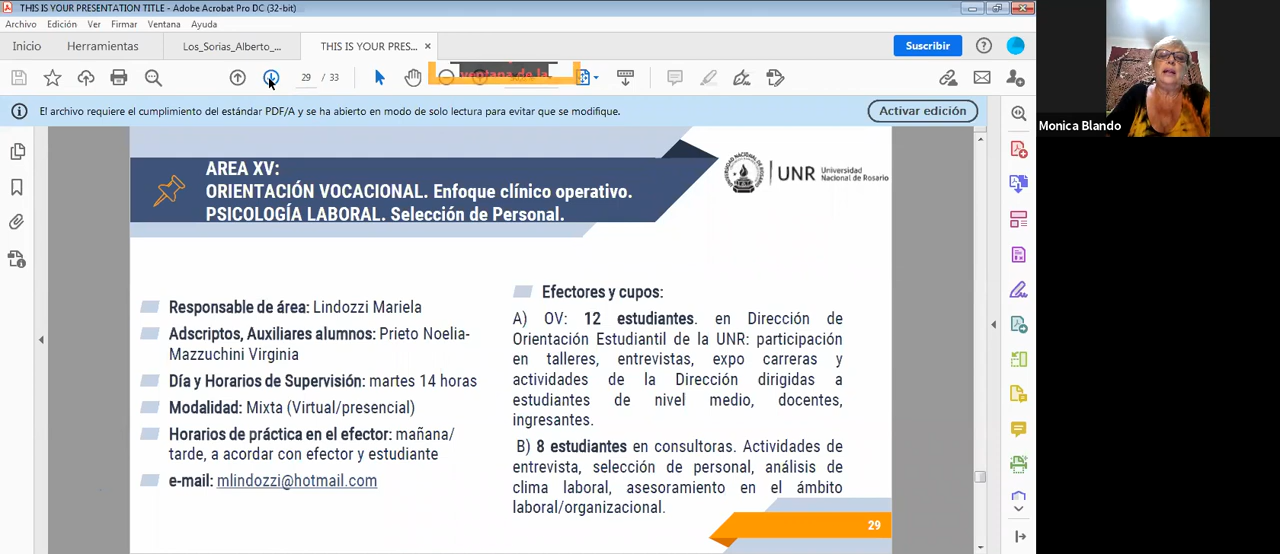 THIS IS YOUR PRESENTATION TITLE - Adobe Acrobat Pro DC (32-bit)
Archivo Edición Ver Firmar Ventana Ayuda
Inicio Herramientas Los_Sorias_Alberto_... THIS IS YOUR PRES... × Suscribir
29 / 33
ventana de la
El archivo requiere el cumplimiento del estándar PDF/A y se ha abierto en modo de solo lectura para evitar que se modifique. Activar edición
Monica Blando
AREA XV:
ORIENTACIÓN VOCACIONAL. Enfoque clínico operativo.
PSICOLOGÍA LABORAL. Selección de Personal.
UNIVERSIDAD NACIONAL DE ROSARIO
UNR Universidad
Nacional de Rosario
Responsable de área: Lindozzi Mariela
Adscriptos, Auxiliares alumnos: Prieto Noelia-
Mazzuchini Virginia
Día y Horarios de Supervisión: martes 14 horas
Modalidad: Mixta (Virtual/presencial)
Horarios de práctica en el efector: mañana/
tarde, a acordar con efector y estudiante
e-mail: mlindozzi@hotmail.com
Efectores y cupos:
A) OV: 12 estudiantes. en Dirección de
Orientación Estudiantil de la UNR: participación
en talleres, entrevistas, expo carreras y
actividades de la Dirección dirigidas a
estudiantes de nivel medio, docentes,
ingresantes.
B) 8 estudiantes en consultoras. Actividades de
entrevista, selección de personal, análisis de
clima laboral, asesoramiento en el ámbito
laboral/organizacional.
29